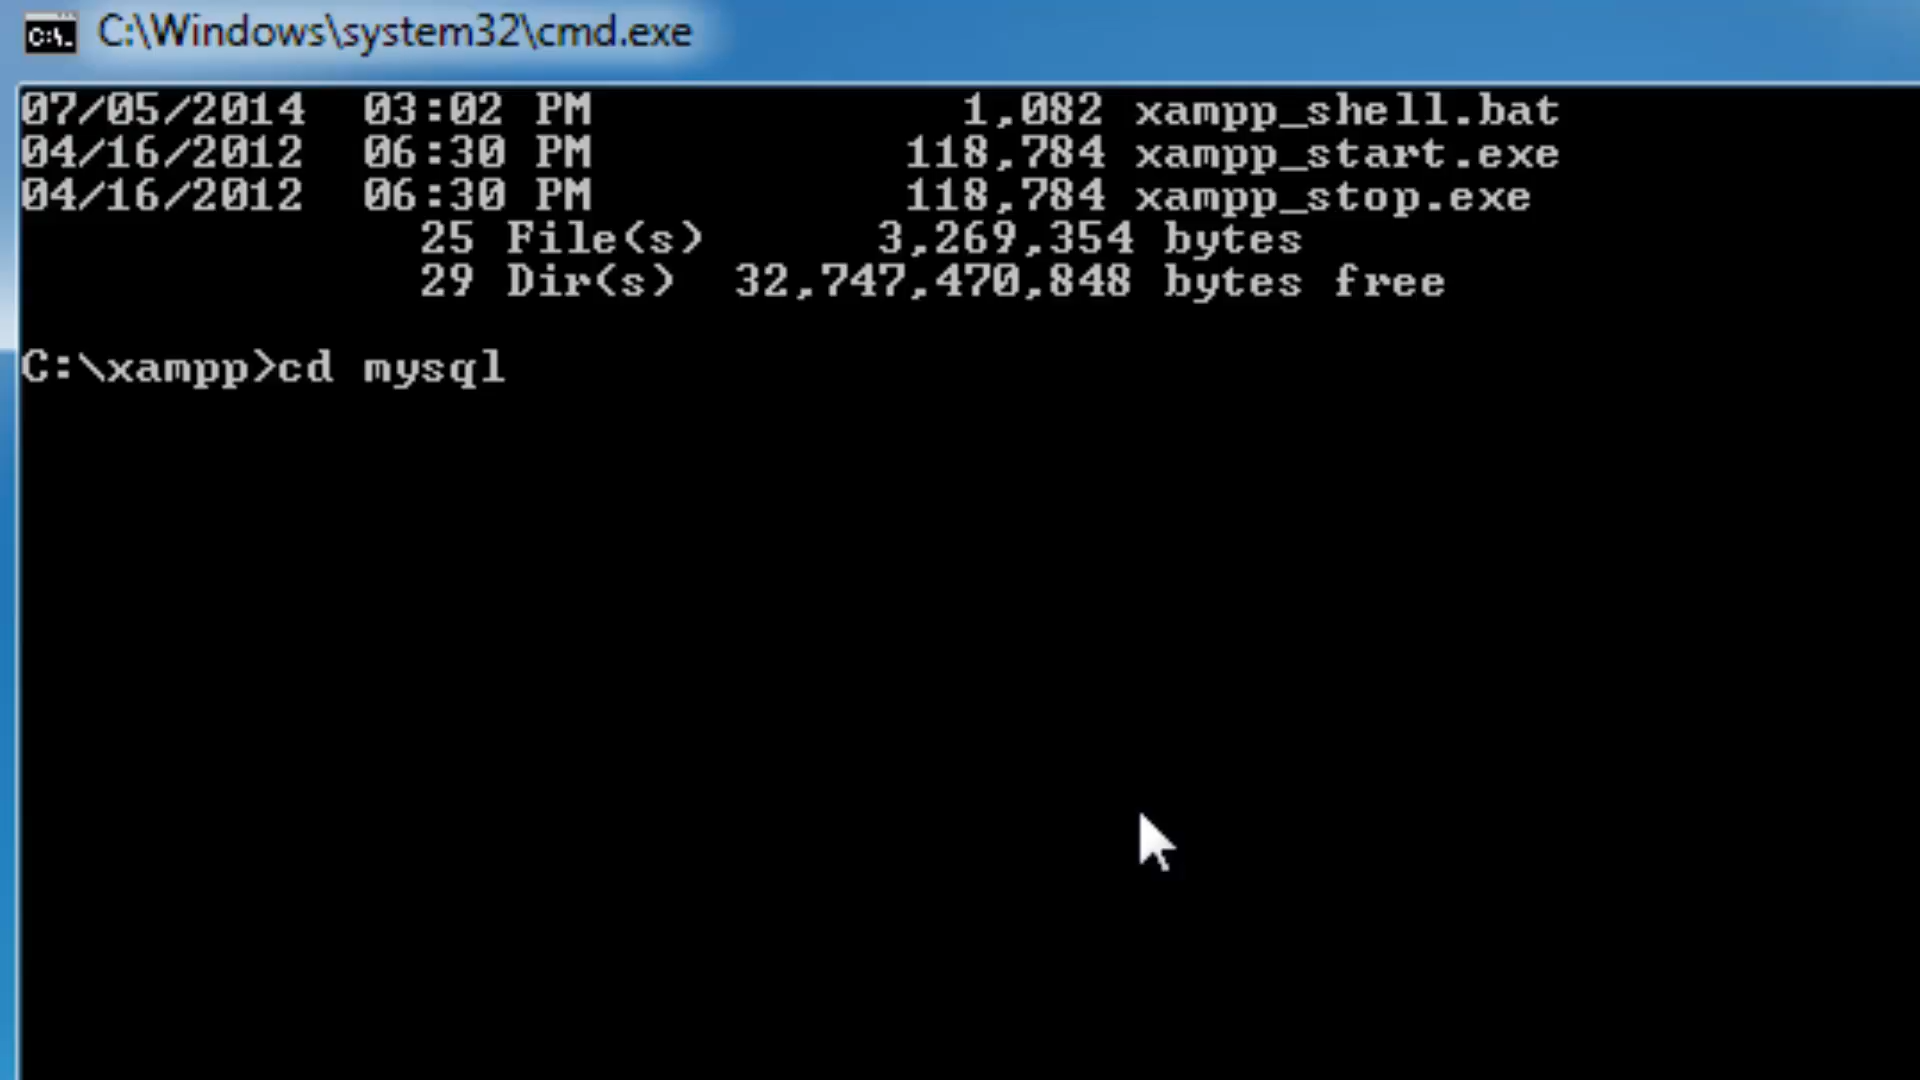 C:\Windows\system32\cmd.exe
07/05/2014  03:02 PM             1,082 xampp_shell.bat
04/16/2012  06:30 PM           118,784 xampp_start.exe
04/16/2012  06:30 PM           118,784 xampp_stop.exe
              25 File(s)      3,269,354 bytes
              29 Dir(s)  32,747,470,848 bytes free
C:\xampp>cd mysql